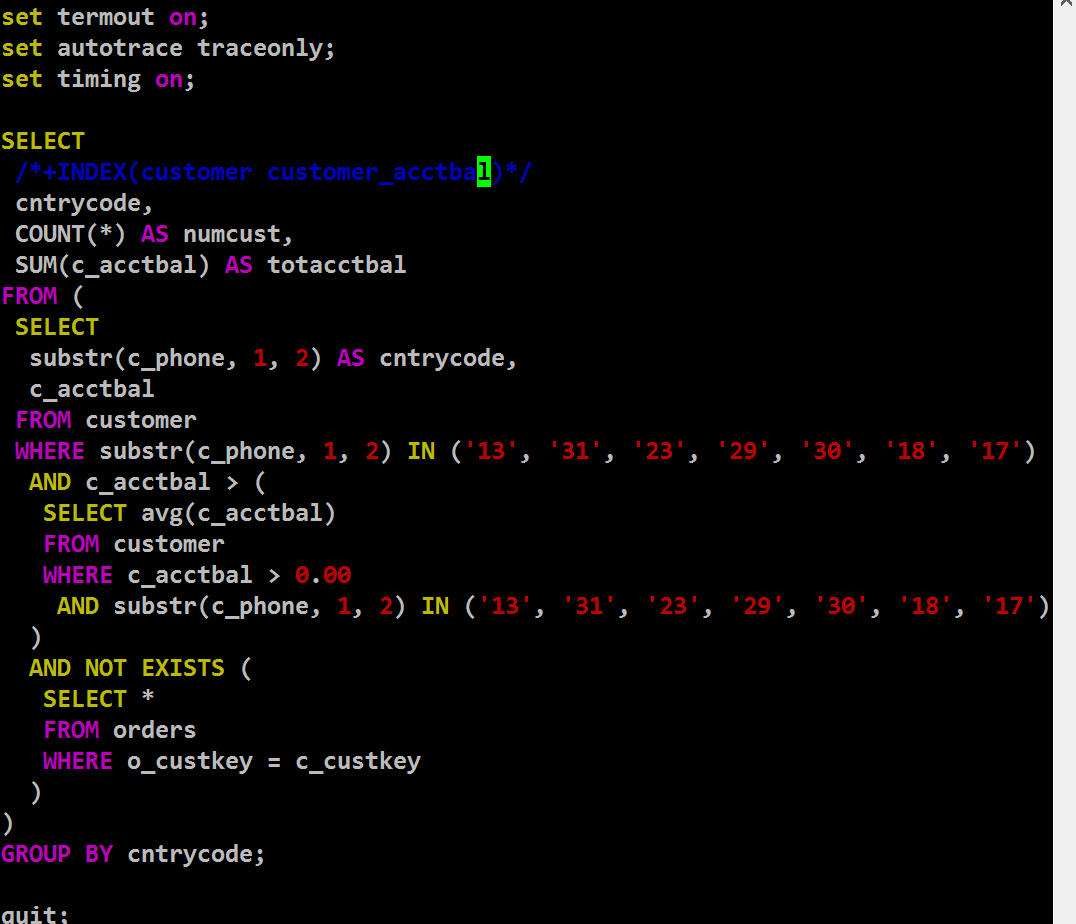 set termout on;
set autotrace traceonly;
set timing on;
SELECT
/*+INDEX(customer customer_acctbal)*/
cntrycode,
COUNT(*) AS numcust,
SUM(c_acctbal) AS totacctbal
FROM (
SELECT
substr(c_phone, 1, 2) AS cntrycode,
c_acctbal
FROM customer
WHERE substr(c_phone, 1, 2) IN ('13', '31', '23', '29', '30', '18', '17')
AND c_acctbal > (
SELECT avg(c_acctbal)
FROM customer
WHERE c_acctbal > 0.00
AND substr(c_phone, 1, 2) IN ('13', '31', '23', '29', '30', '18', '17')
)
AND NOT EXISTS (
SELECT *
FROM orders
WHERE o_custkey = c_custkey
)
)
GROUP BY cntrycode;
quit;